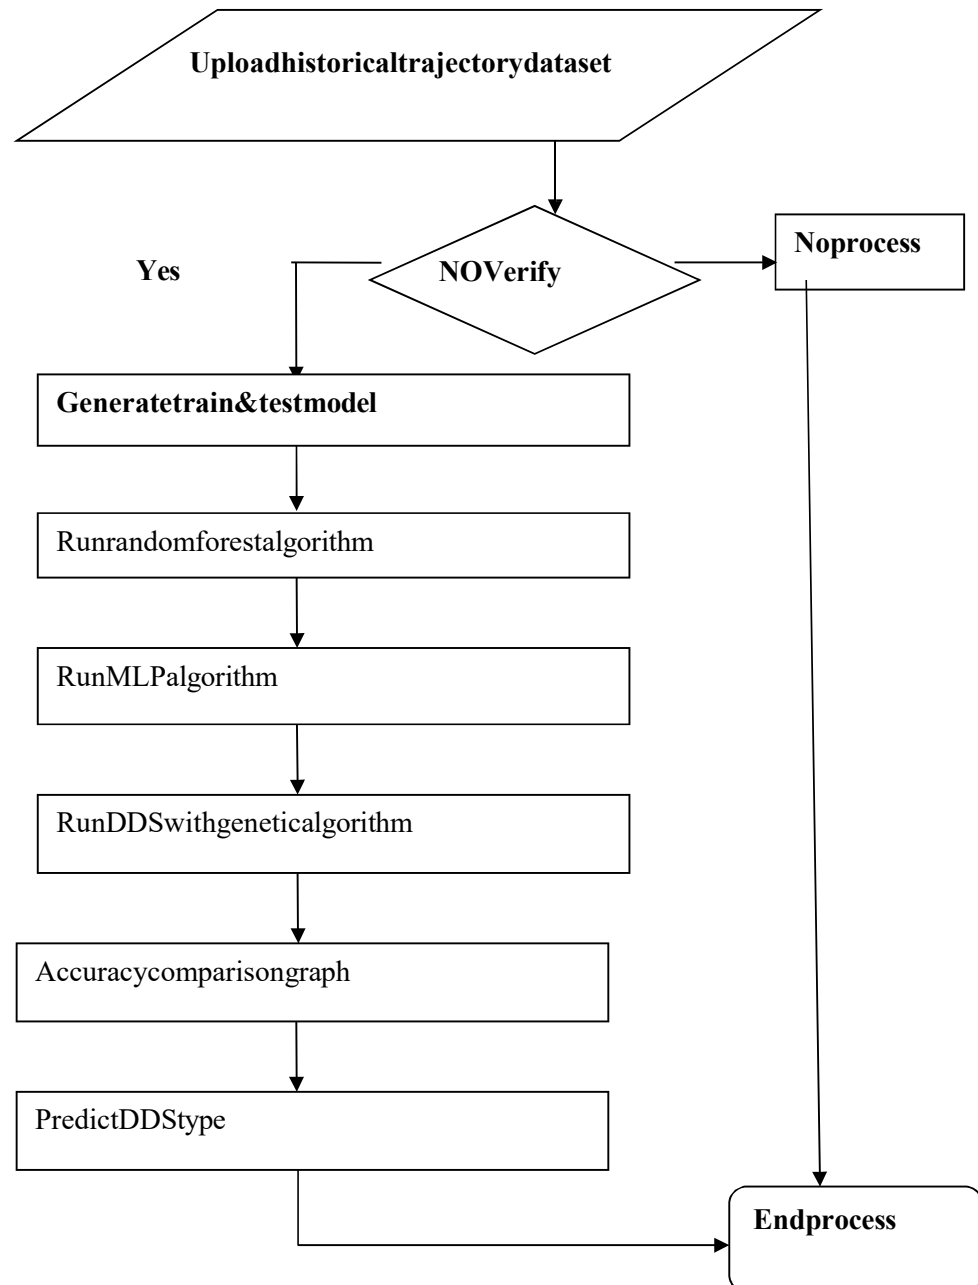 Uploadhistoricaltrajectorydataset
Yes
NOVerify
Noprocess
Generatetrain&testmodel
Runrandomforestalgorithm
RunMLPalgorithm
RunDDSwithgeneticalgorithm
Accuracycomparisongraph
PredictDDStype
Endprocess